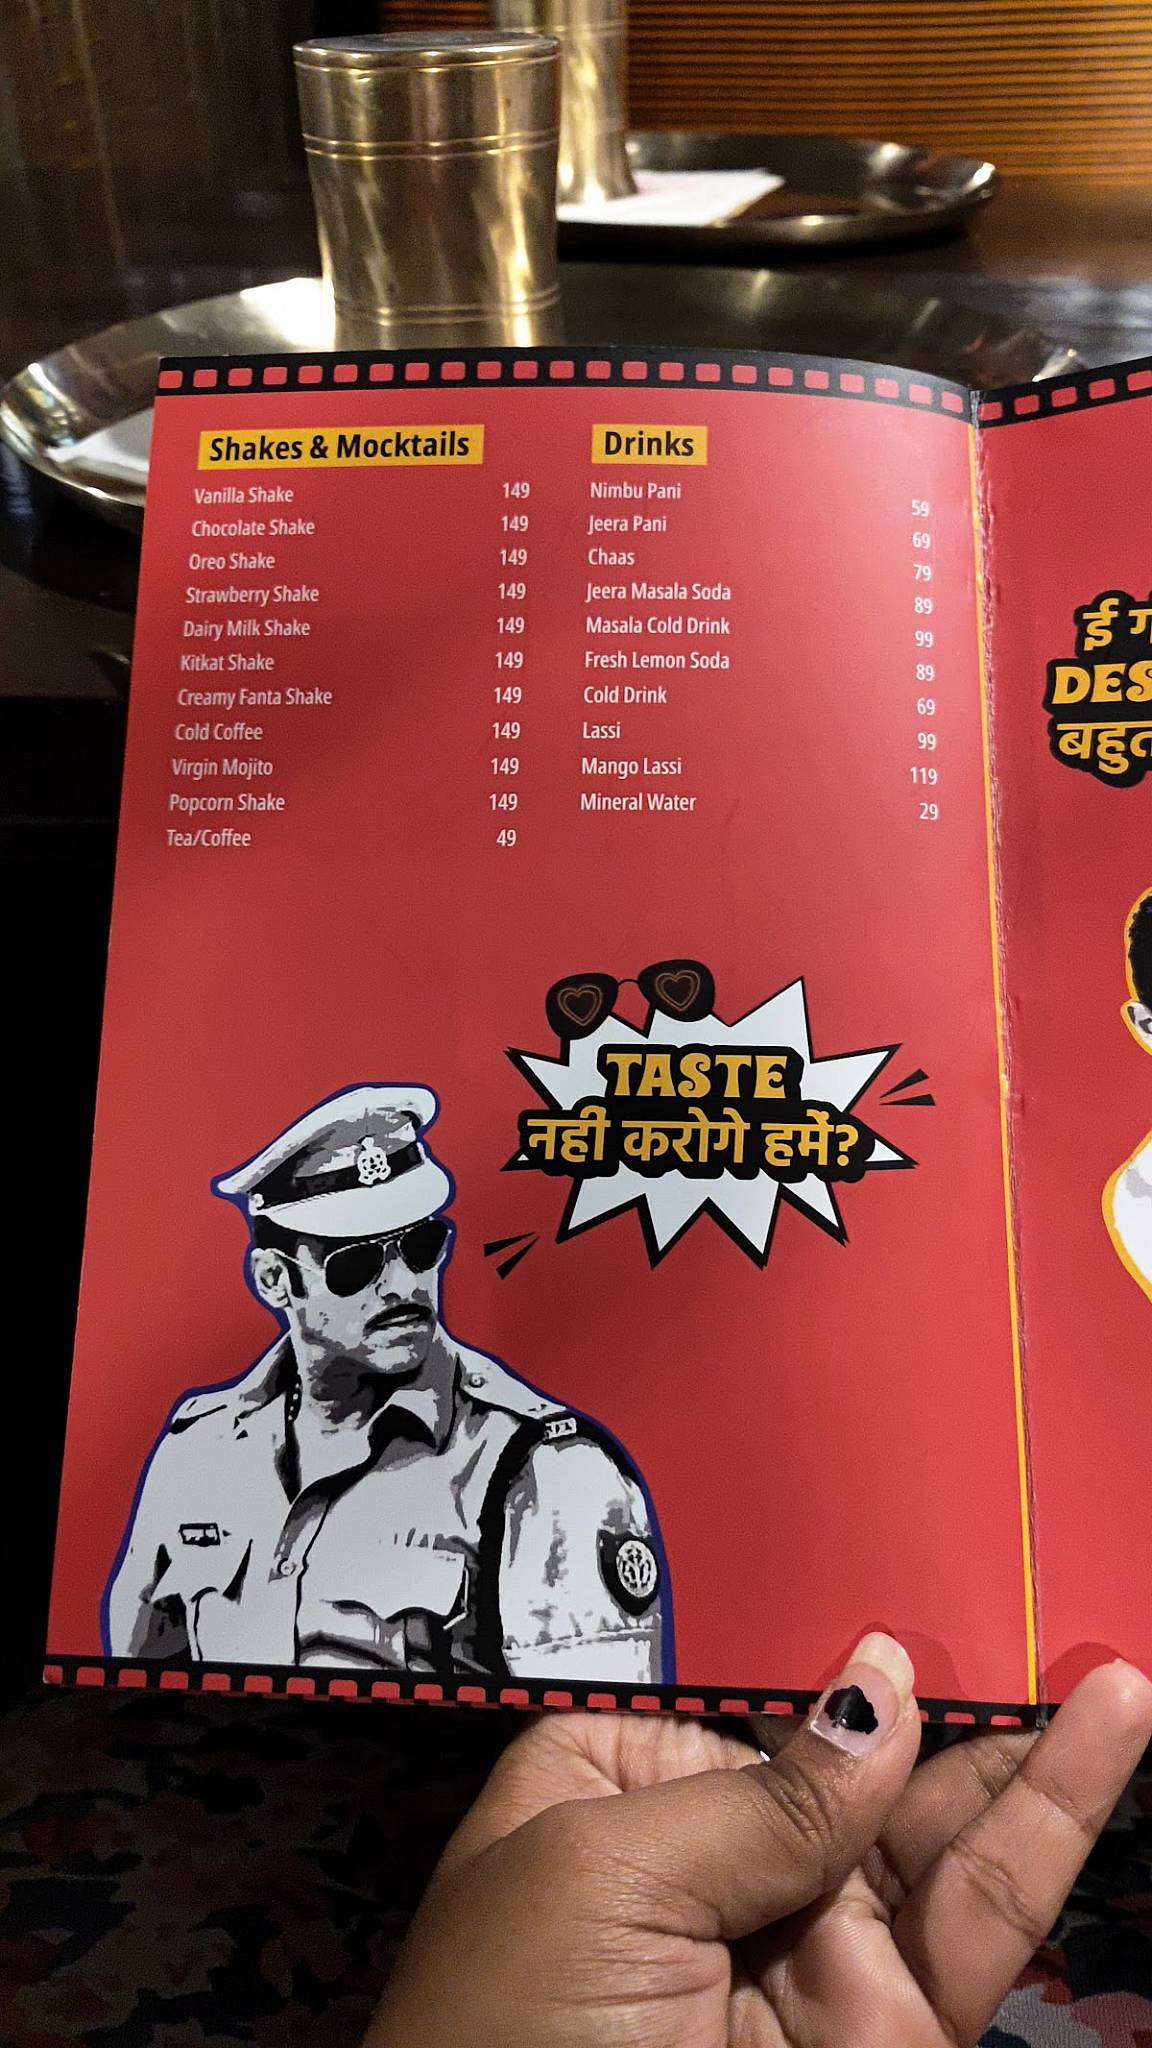 Shakes & Mocktails
Vanilla Shake 149
Chocolate Shake 149
Oreo Shake 149
Strawberry Shake 149
Dairy Milk Shake 149
Kitkat Shake 149
Creamy Fanta Shake 149
Cold Coffee 149
Virgin Mojito 149
Popcorn Shake 149
Tea/Coffee 49
Drinks
Nimbu Pani 59
Jeera Pani 69
Chaas 79
Jeera Masala Soda 89
Masala Cold Drink 99
Fresh Lemon Soda 89
Cold Drink 69
Lassi 99
Mango Lassi 119
Mineral Water 29
TASTE
नहीं करोगे हमें?
ई